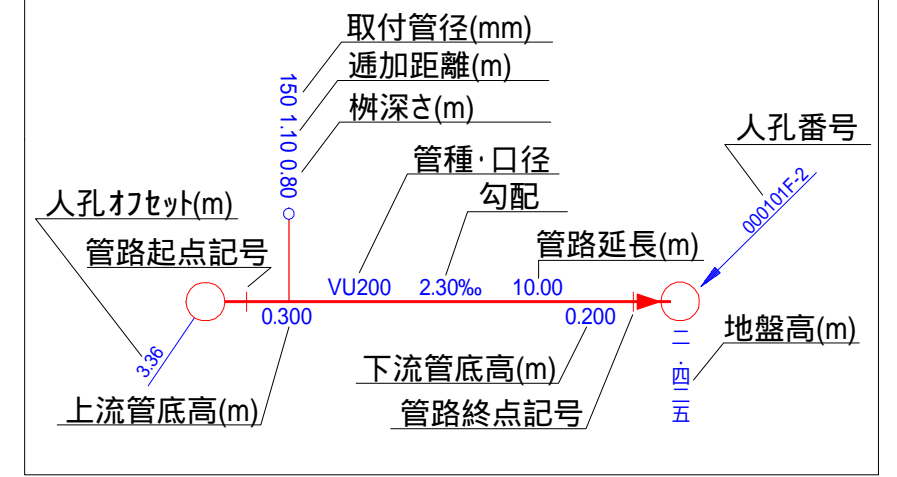 取付管径(mm)
逓加距離(m)
桝深さ(m)
150 1.10 0.80
管種・口径
勾配
人孔番号
000101F-2
人孔オフセット(m)
管路起点記号
管路延長(m)
VU200 2.30‰ 10.00
0.300 0.200
3.36
上流管底高(m)
下流管底高(m)
管路終点記号
地盤高(m)
二.四二五